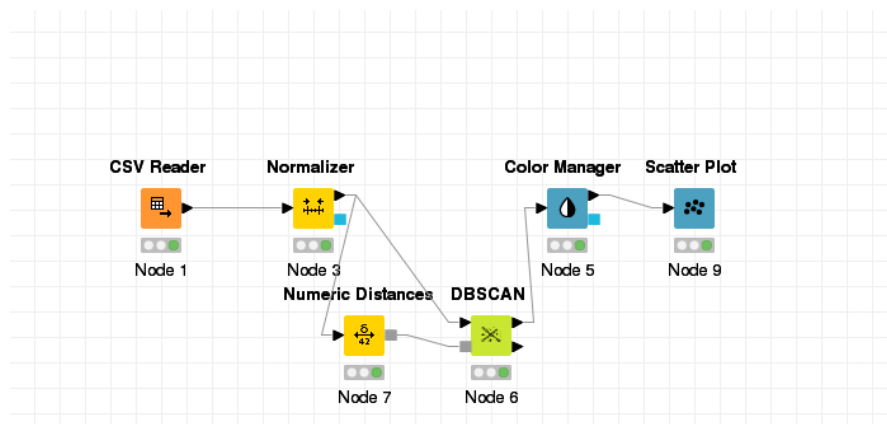 CSV Reader
Normalizer
Color Manager
Scatter Plot
Node 1
Node 3
Node 5
Node 9
Numeric Distances
DBSCAN
δ
42
Node 7
Node 6